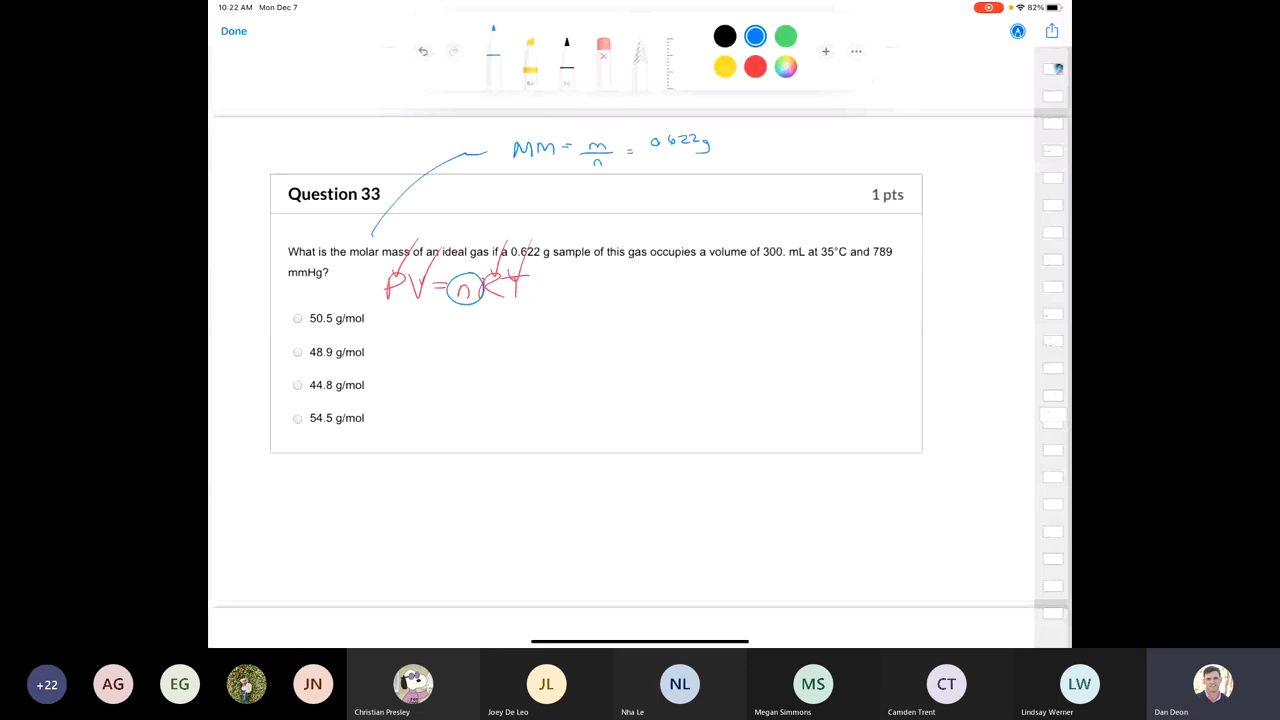 10:22 AM Mon Dec 7
82%
Done
MM = m/n = 0.622g
Question 33
1 pts
What is the molar mass of an ideal gas if a 0.622 g sample of this gas occupies a volume of 300. mL at 35°C and 789
mmHg?
PV = nRT
50.5 g/mol
48.9 g/mol
44.8 g/mol
54.5 g/mol
+22
AG
EG
JN
JL
NL
MS
CT
LW
Christian Presley
Joey De Leo
Nha Le
Megan Simmons
Camden Trent
Lindsay Werner
Dan Deon